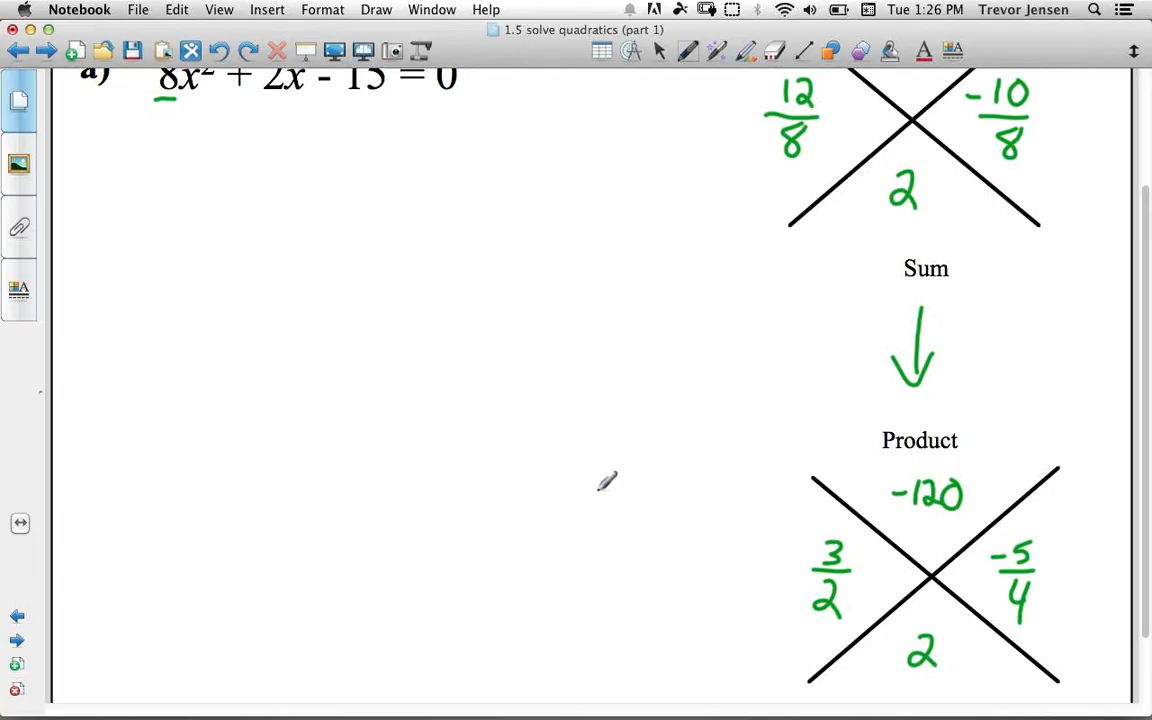 Notebook File Edit View Insert Format Draw Window Help Tue 1:26 PM Trevor Jensen
1.5 solve quadratics (part 1)
a) 8x² + 2x - 15 = 0
12/8 -10/8
2
Sum
Product
-120
3/2 -5/4
2